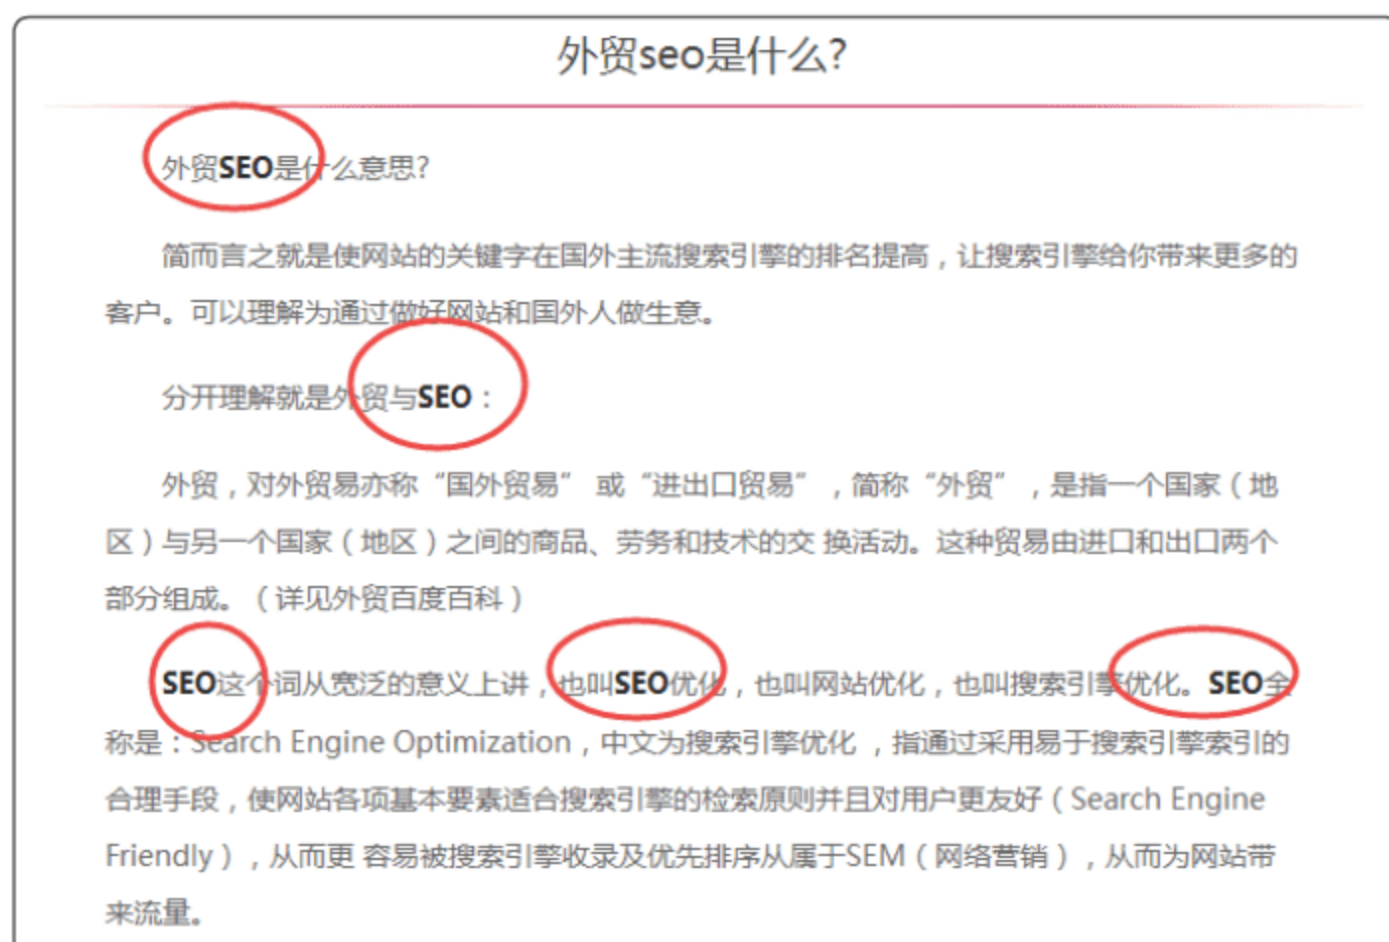 外贸seo是什么?
外贸SEO是什么意思?
简而言之就是使网站的关键字在国外主流搜索引擎的排名提高，让搜索引擎给你带来更多的
客户。可以理解为通过做好网站和国外人做生意。
分开理解就是外贸与SEO：
外贸，对外贸易亦称“国外贸易” 或“进出口贸易”，简称“外贸”，是指一个国家（地
区）与另一个国家（地区）之间的商品、劳务和技术的交 换活动。这种贸易由进口和出口两个
部分组成。（详见外贸百度百科）
SEO这个词从宽泛的意义上讲，也叫SEO优化，也叫网站优化，也叫搜索引擎优化。SEO全
称是：Search Engine Optimization，中文为搜索引擎优化 ，指通过采用易于搜索引擎索引的
合理手段，使网站各项基本要素适合搜索引擎的检索原则并且对用户更友好（Search Engine
Friendly），从而更 容易被搜索引擎收录及优先排序从属于SEM（网络营销），从而为网站带
来流量。